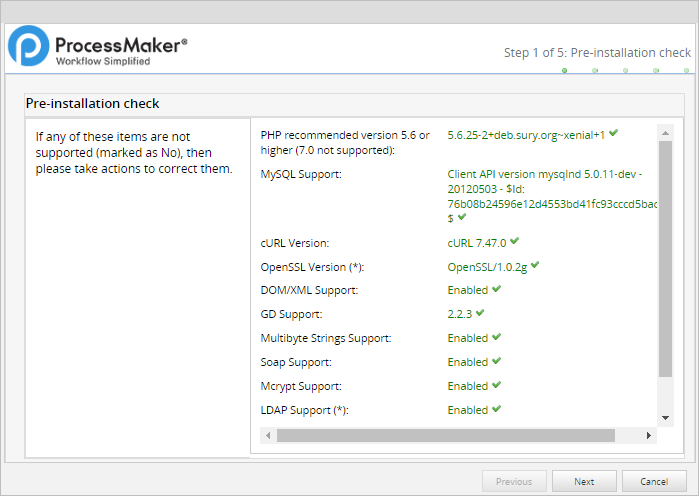 ProcessMaker®
Workflow Simplified
Step 1 of 5: Pre-installation check
Pre-installation check
If any of these items are not
supported (marked as No), then
please take actions to correct them.
PHP recommended version 5.6 or
higher (7.0 not supported):
5.6.25-2+deb.sury.org~xenial+1
MySQL Support:
Client API version mysqlnd 5.0.11-dev -
20120503 - $Id:
76b08b24596e12d4553bd41fc93cccd5bac
$
cURL Version:
cURL 7.47.0
OpenSSL Version (*):
OpenSSL/1.0.2g
DOM/XML Support:
Enabled
GD Support:
2.2.3
Multibyte Strings Support:
Enabled
Soap Support:
Enabled
Mcrypt Support:
Enabled
LDAP Support (*):
Enabled
Previous
Next
Cancel